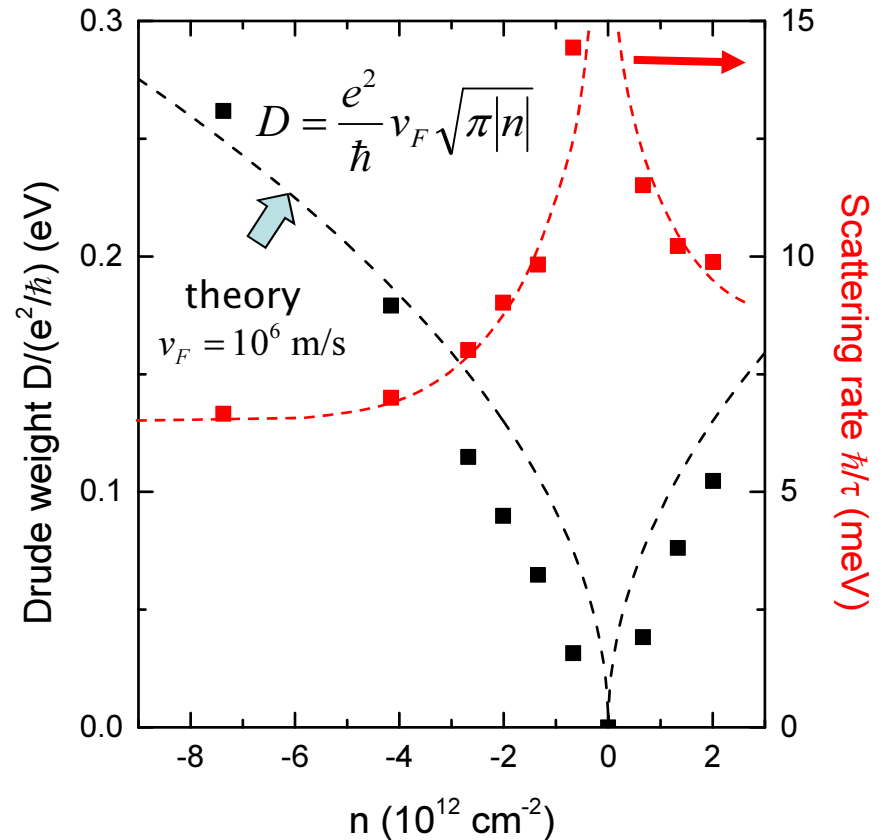 0.3
0.2
0.1
0.0
Drude weight D/(e²/ℏ) (eV)
D = e²/ℏ v_F √π|n|
theory
v_F = 10⁶ m/s
15
10
5
0
Scattering rate ℏ/τ (meV)
-8 -6 -4 -2 0 2
n (10¹² cm⁻²)